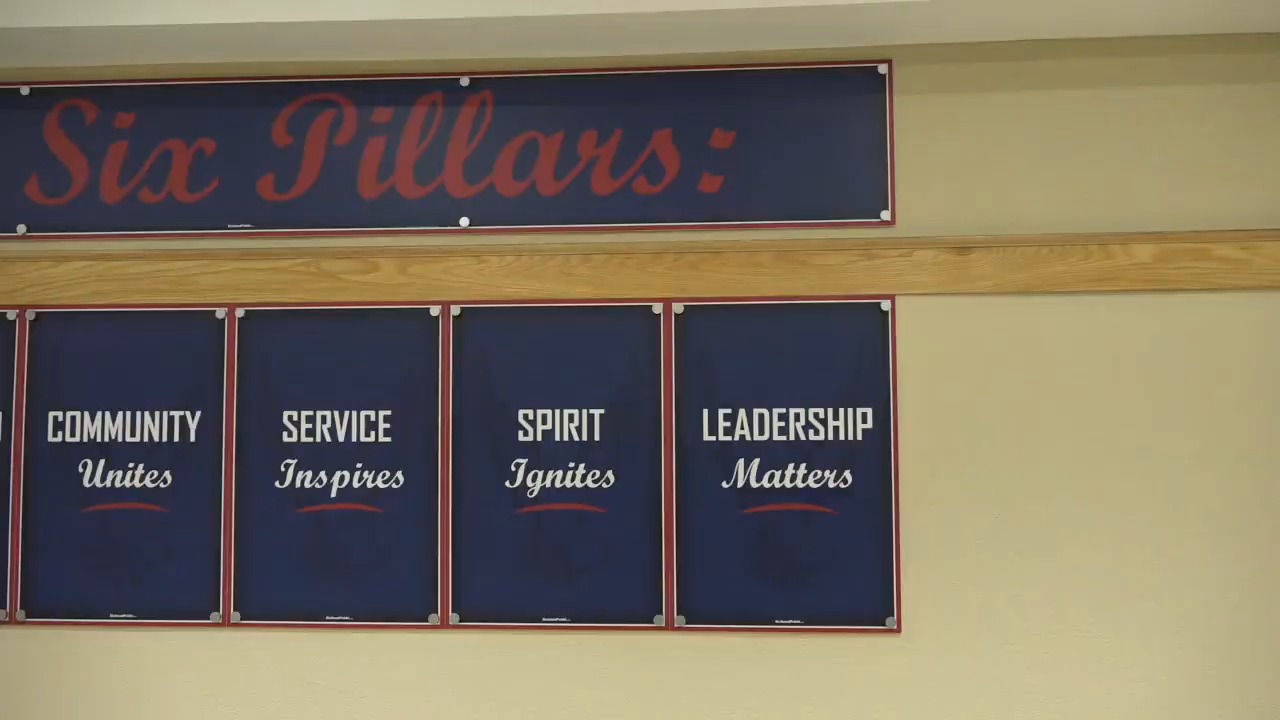 Six Pillars:
COMMUNITY
Unites
SERVICE
Inspires
SPIRIT
Ignites
LEADERSHIP
Matters